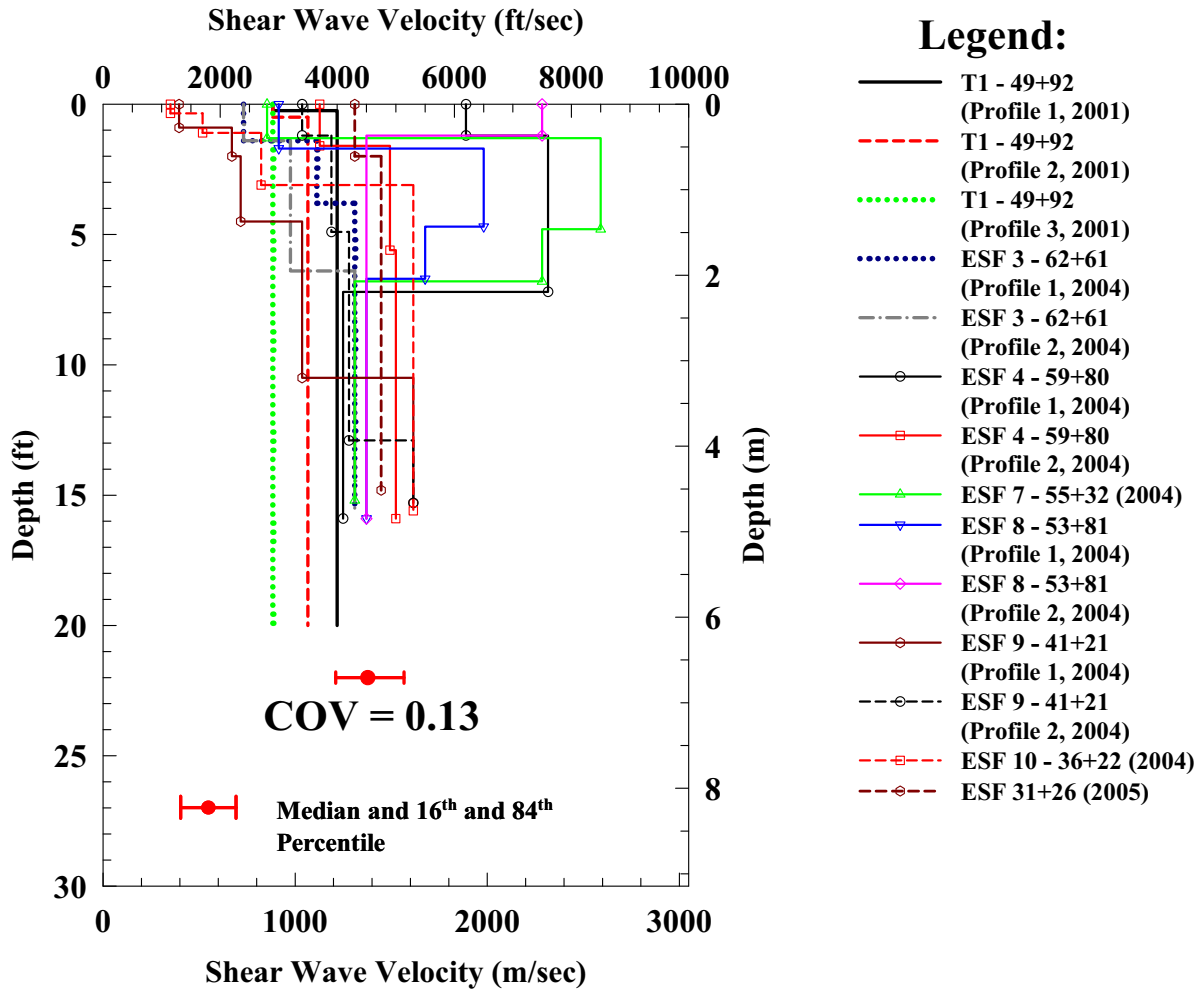 Shear Wave Velocity (ft/sec)
0 2000 4000 6000 8000 10000
0
5
10
15
20
25
30
Depth (ft)
0
2
4
6
8
Depth (m)
COV = 0.13
Median and 16th and 84th
Percentile
0 1000 2000 3000
Shear Wave Velocity (m/sec)
Legend:
T1 - 49+92
(Profile 1, 2001)
T1 - 49+92
(Profile 2, 2001)
T1 - 49+92
(Profile 3, 2001)
ESF 3 - 62+61
(Profile 1, 2004)
ESF 3 - 62+61
(Profile 2, 2004)
ESF 4 - 59+80
(Profile 1, 2004)
ESF 4 - 59+80
(Profile 2, 2004)
ESF 7 - 55+32 (2004)
ESF 8 - 53+81
(Profile 1, 2004)
ESF 8 - 53+81
(Profile 2, 2004)
ESF 9 - 41+21
(Profile 1, 2004)
ESF 9 - 41+21
(Profile 2, 2004)
ESF 10 - 36+22 (2004)
ESF 31+26 (2005)